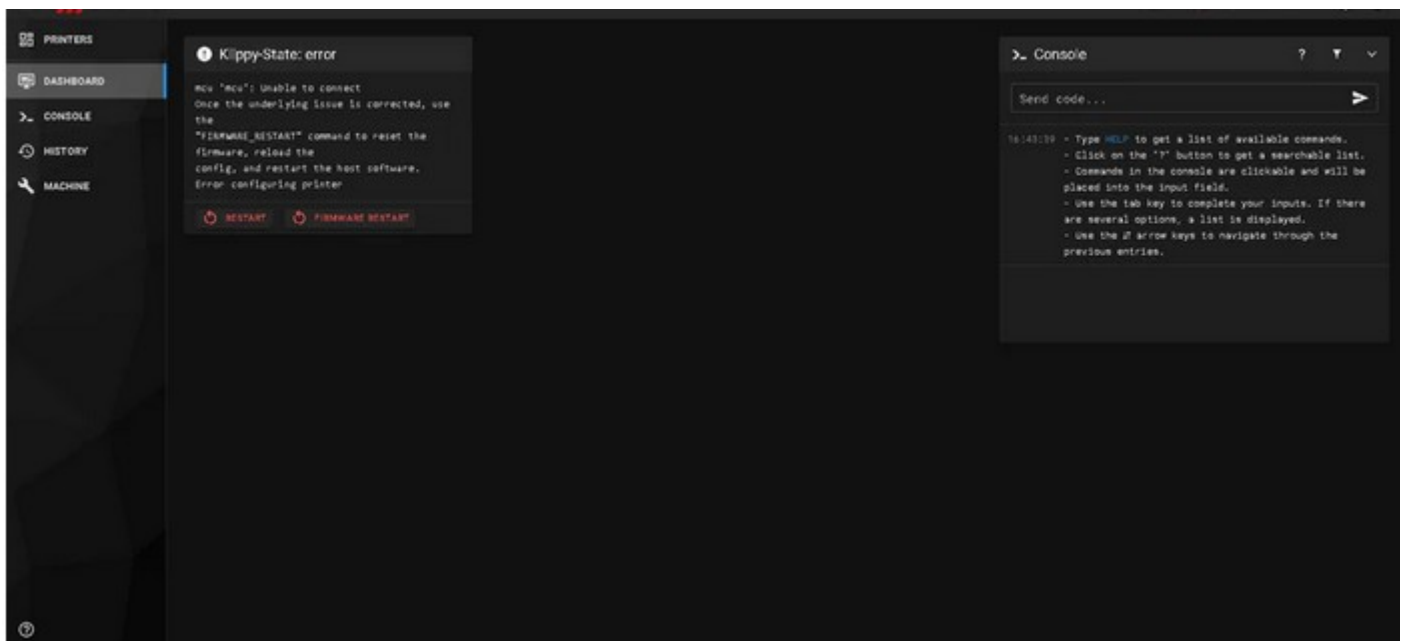 PRINTERS
DASHBOARD
CONSOLE
HISTORY
MACHINE
Klippy-State: error
mcu 'mcu': Unable to connect
Once the underlying issue is corrected, use
the
"FIRMWARE_RESTART" command to reset the
firmware, reload the
config, and restart the host software.
Error configuring printer
RESTART
FIRMWARE RESTART
>_ Console
Send code...
16:43:39 - Type HELP to get a list of available commands.
- Click on the "?" button to get a searchable list.
- Commands in the console are clickable and will be
placed into the input field.
- Use the tab key to complete your inputs. If there
are several options, a list is displayed.
- Use the arrow keys to navigate through the
previous entries.